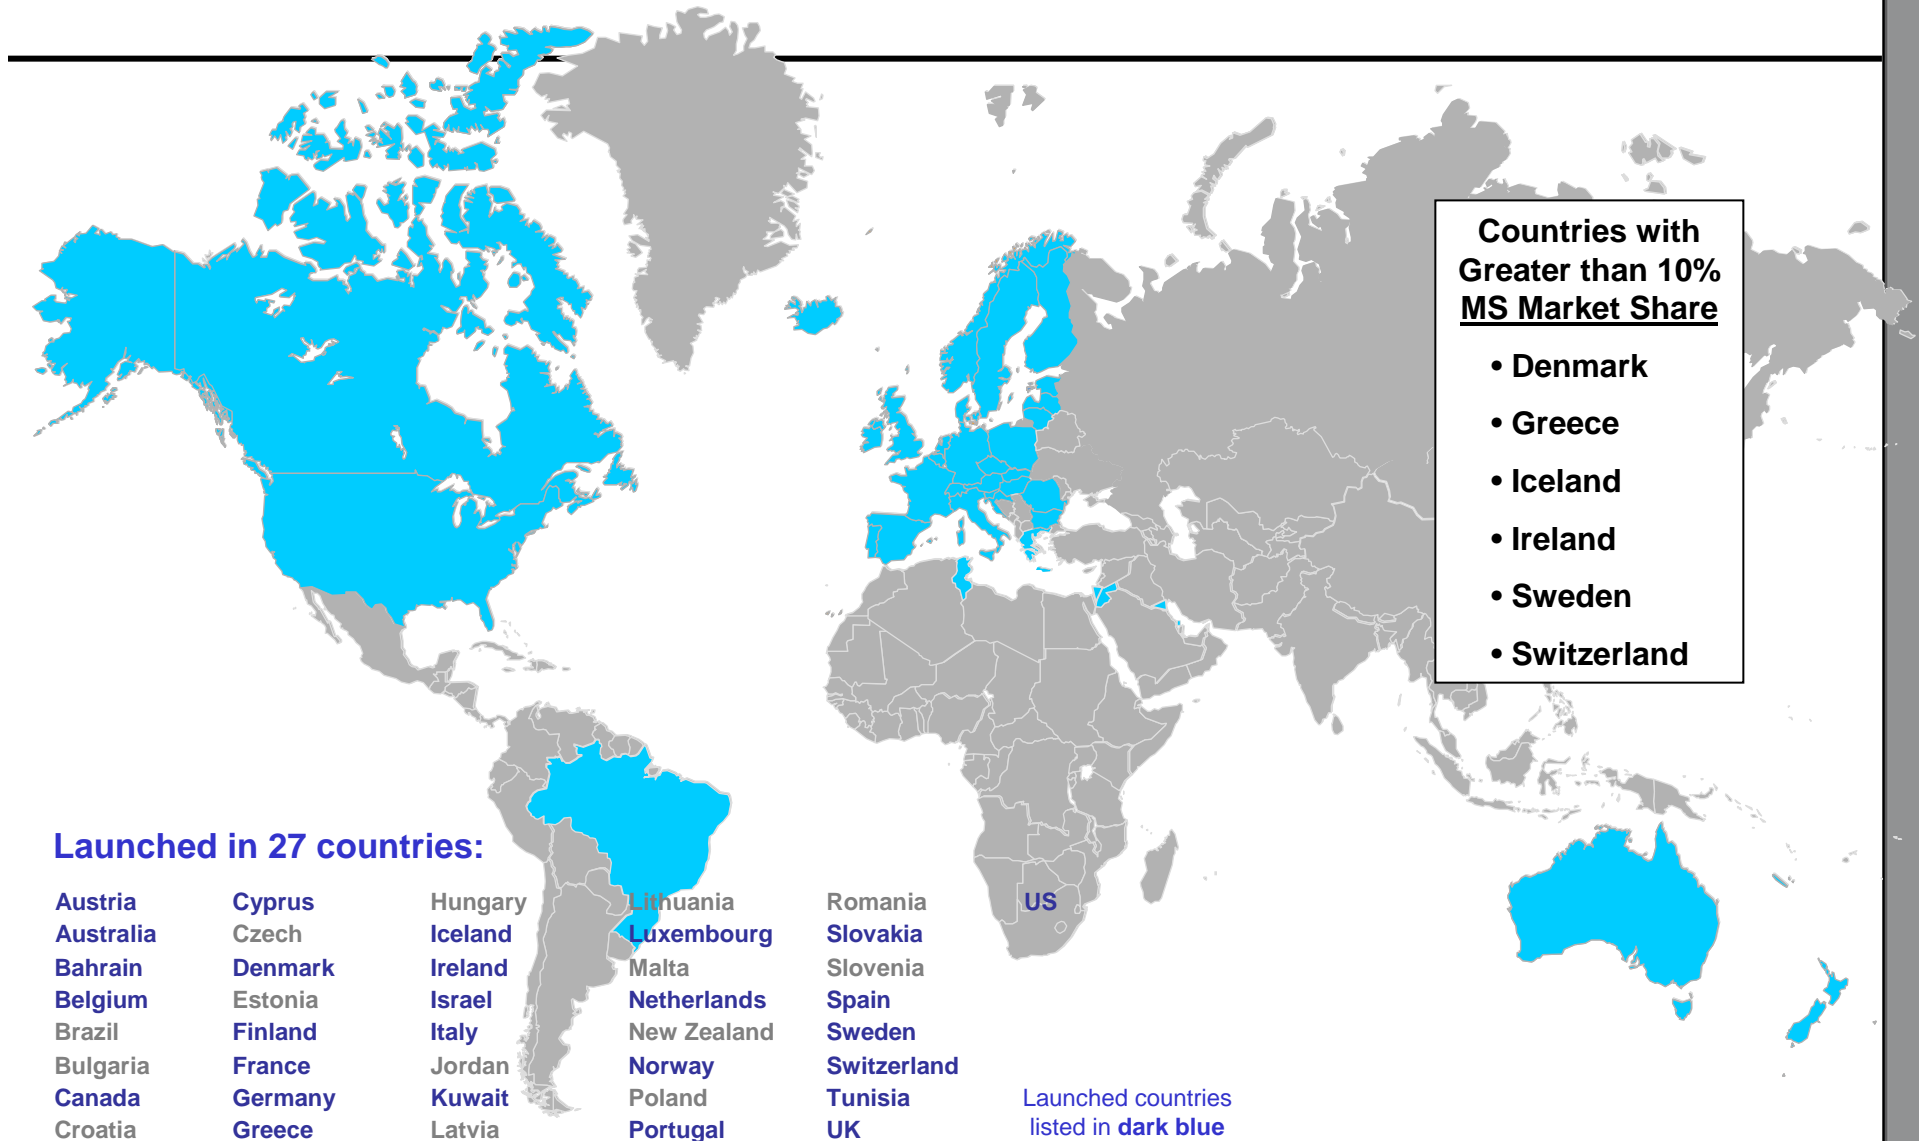 Countries with
Greater than 10%
MS Market Share
• Denmark
• Greece
• Iceland
• Ireland
• Sweden
• Switzerland
Launched in 27 countries:
Austria
Australia
Bahrain
Belgium
Brazil
Bulgaria
Canada
Croatia
Cyprus
Czech
Denmark
Estonia
Finland
France
Germany
Greece
Hungary
Iceland
Ireland
Israel
Italy
Jordan
Kuwait
Latvia
Lithuania
Luxembourg
Malta
Netherlands
New Zealand
Norway
Poland
Portugal
Romania
Slovakia
Slovenia
Spain
Sweden
Switzerland
Tunisia
UK
US
Launched countries
listed in dark blue